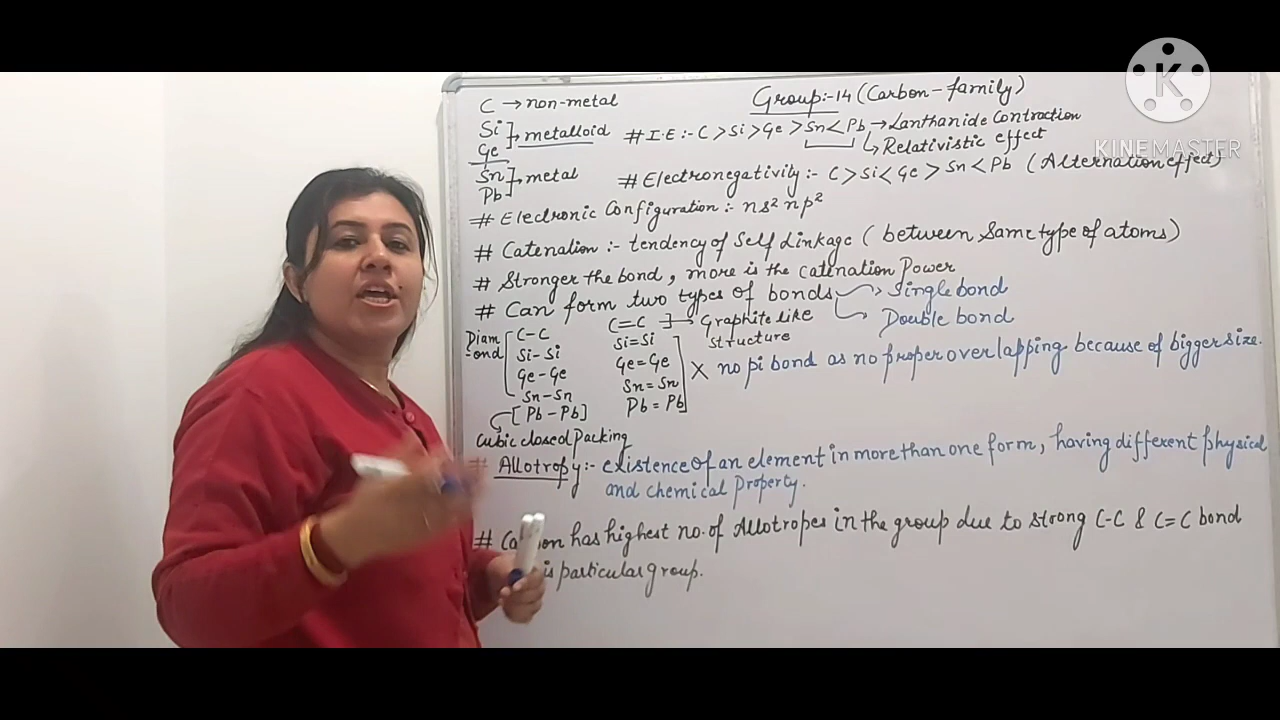 Group:-14 (Carbon-family)
C → non-metal
Si
Ge
metalloid
Sn
Pb
metal
# I.E :- C > Si > Ge > Sn < Pb → Lanthanide Contraction
↳ Relativistic effect
# Electronegativity :- C > Si < Ge > Sn < Pb (Alternation effect)
# Electronic Configuration :- ns² np²
# Catenation :- tendency of Self Linkage (between Same type of atoms)
# Stronger the bond, more is the catenation Power
# Can form two types of bonds → Single bond
↳ Double bond
Diam
-ond
C-C
Si-Si
Ge-Ge
Sn-Sn
[Pb-Pb]
Cubic closed Packing
C=C ]→ Graphite like
structure
Si=Si
Ge=Ge
Sn=Sn
Pb=Pb
X no pi bond as no proper overlapping because of bigger size.
# Allotropy:- existence of an element in more than one form, having different physical
and chemical Property.
# has highest no. of Allotropes in the group due to strong C-C & C=C bond
particular group.
K
KINEMASTER